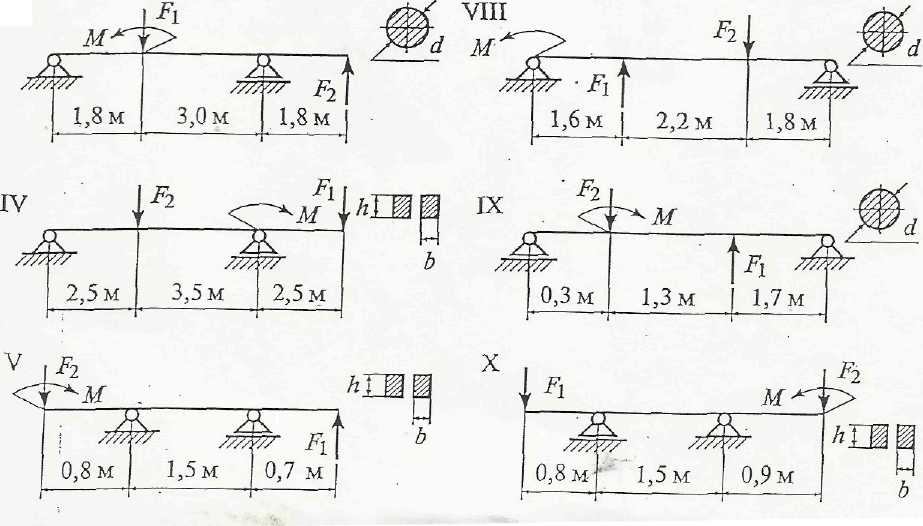 F₁
M
d
F₂
1,8 м 3,0 м 1,8 м
VIII
F₂
M
d
F₁
1,6 м 2,2 м 1,8 м
IV
F₂
F₁
h
M
b
2,5 м 3,5 м 2,5 м
IX
F₂
M
d
F₁
0,3 м 1,3 м 1,7 м
V
F₂
M
h
b
F₁
0,8 м 1,5 м 0,7 м
X
F₁
M
F₂
h
b
0,8 м 1,5 м 0,9 м